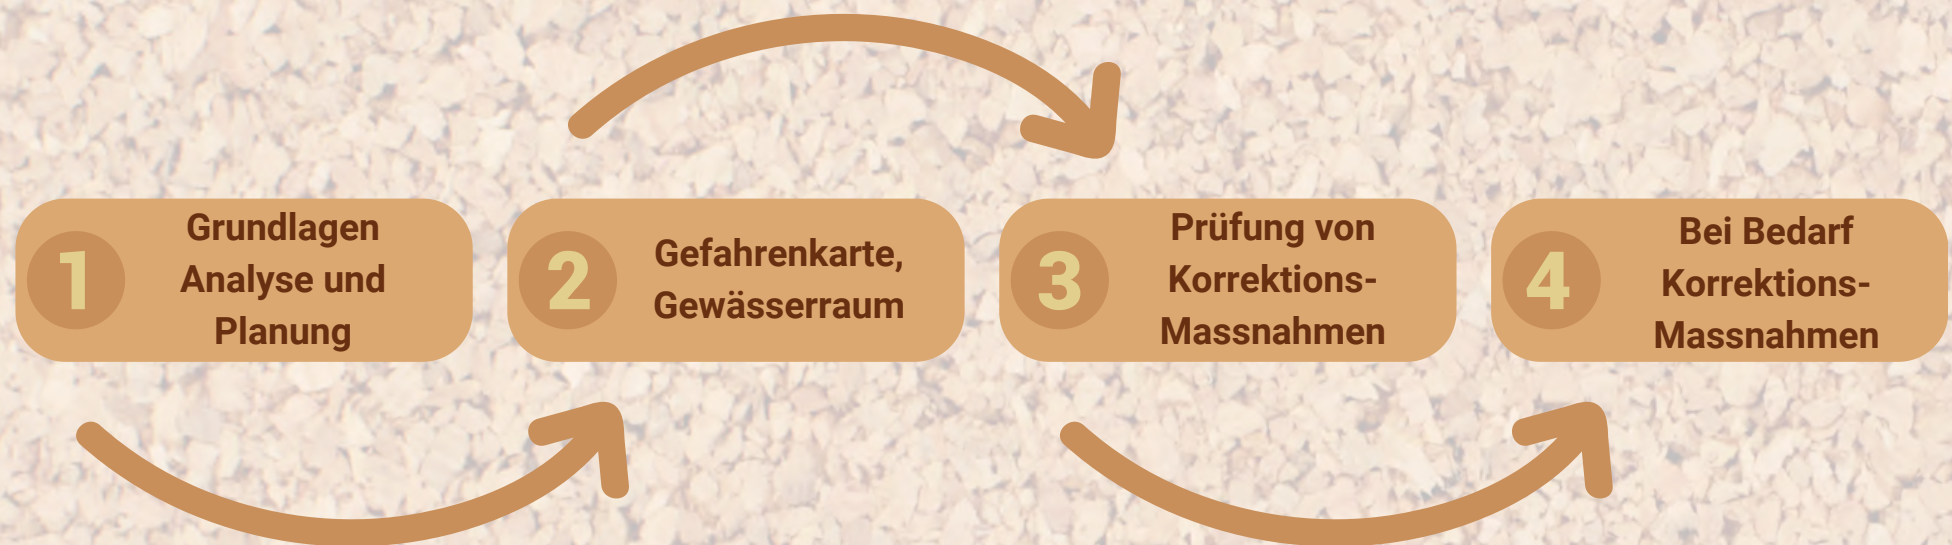 1
Grundlagen
Analyse und
Planung
2
Gefahrenkarte,
Gewässerraum
3
Prüfung von
Korrektions-
Massnahmen
4
Bei Bedarf
Korrektions-
Massnahmen